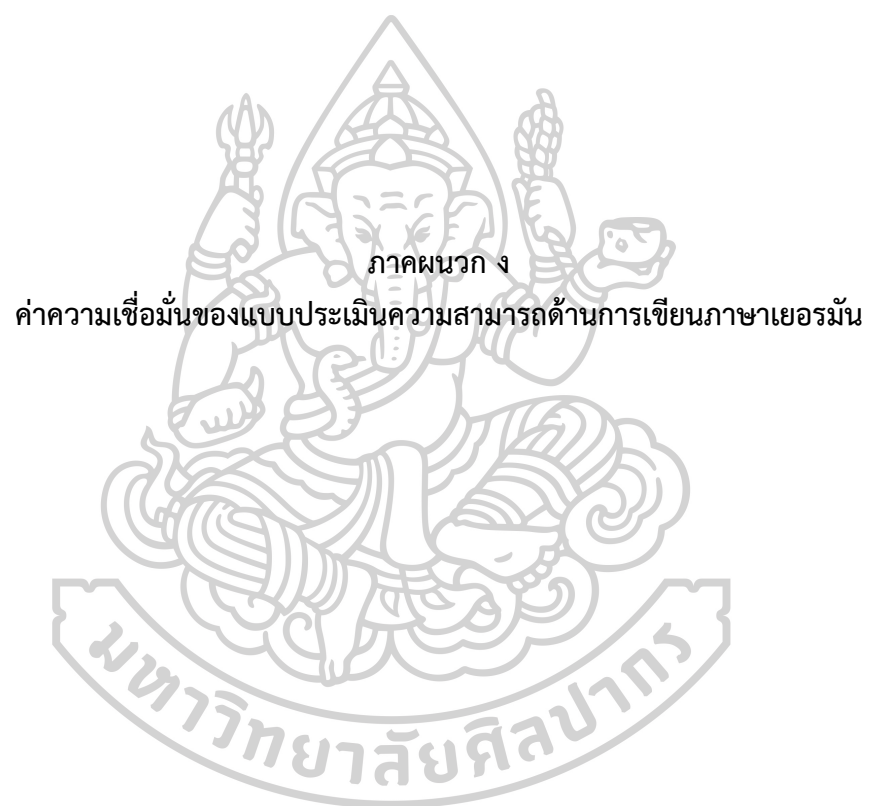 ภาคผนวก ง
ค่าความเชื่อมั่นของแบบประเมินความสามารถด้านการเขียนภาษาเยอรมัน
มหาวิทยาลัยศิลปากร